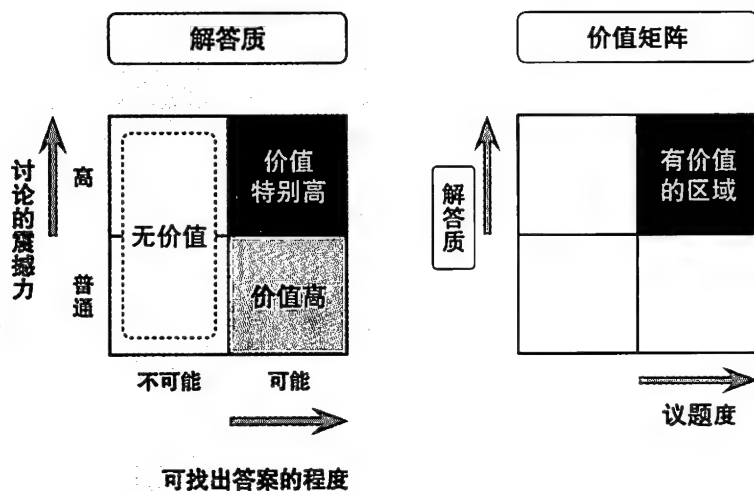 解答质
讨论的震撼力
高
普通
无价值
价值
特别高
价值高
不可能
可能
可找出答案的程度
价值矩阵
解答质
有价值
的区域
议题度